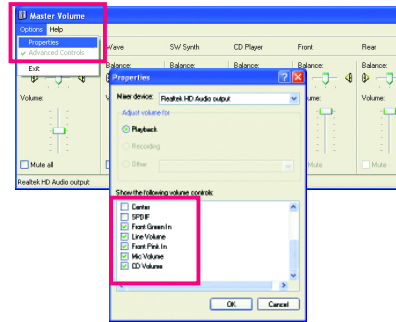 Master Volume
Options Help
Properties
Advanced Controls
Exit
Wave
SW Synth
CD Player
Front
Rear
Balance:
Balance:
Balance:
Balance:
Balance:
Volume:
Mute all
Mute
Mute
Realtek HD Audio output
Properties
Mixer device:
Realtek HD Audio output
Adjust volume for
Playback
Recording
Other
Show the following volume controls:
Center
SPDIF
Front Green In
Line Volume
Front Pink In
Mic Volume
CD Volume
OK
Cancel